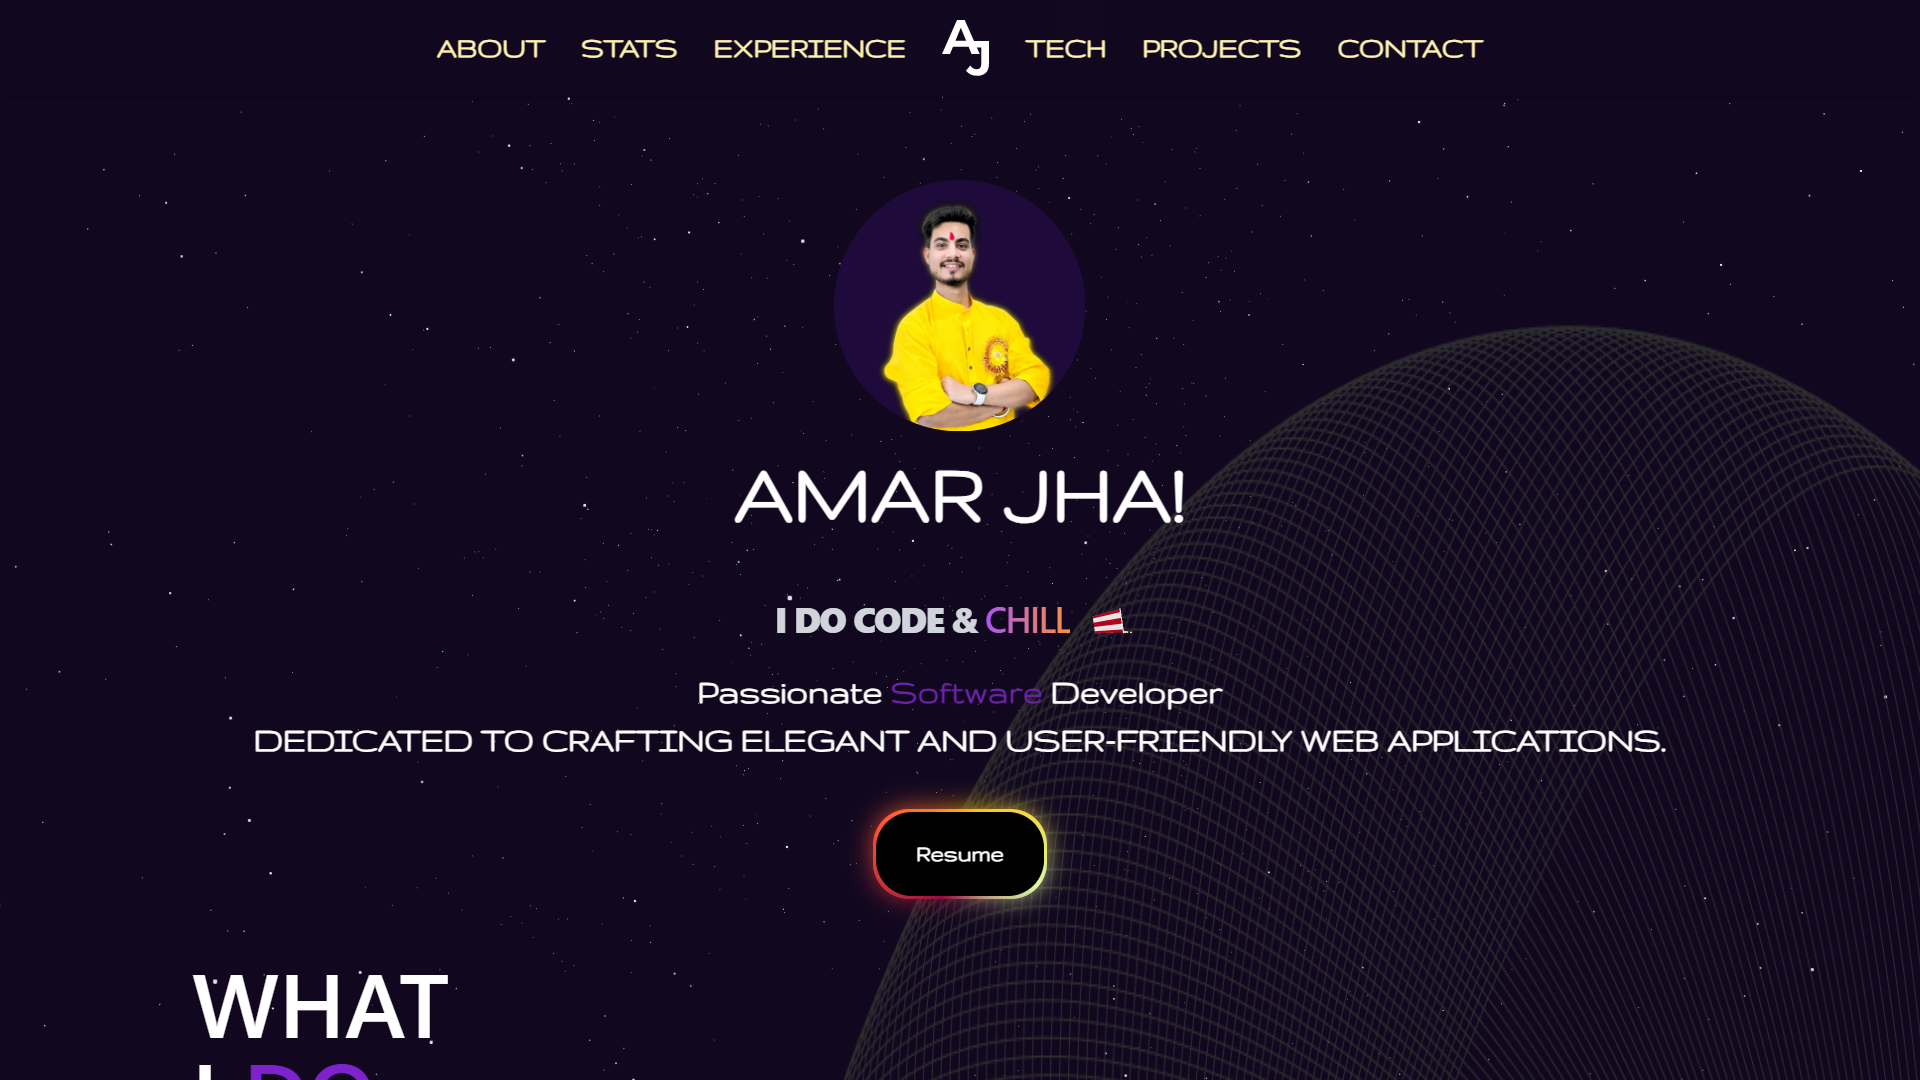 ABOUT STATS EXPERIENCE AJ TECH PROJECTS CONTACT
AMAR JHA!
I DO CODE & CHILL
Passionate Software Developer
DEDICATED TO CRAFTING ELEGANT AND USER-FRIENDLY WEB APPLICATIONS.
Resume
WHAT
I DO